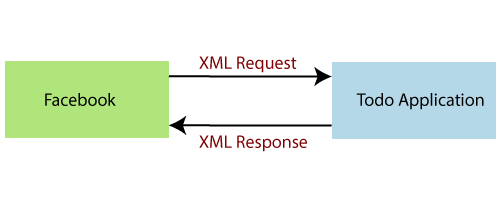 XML Request
Facebook
Todo Application
XML Response